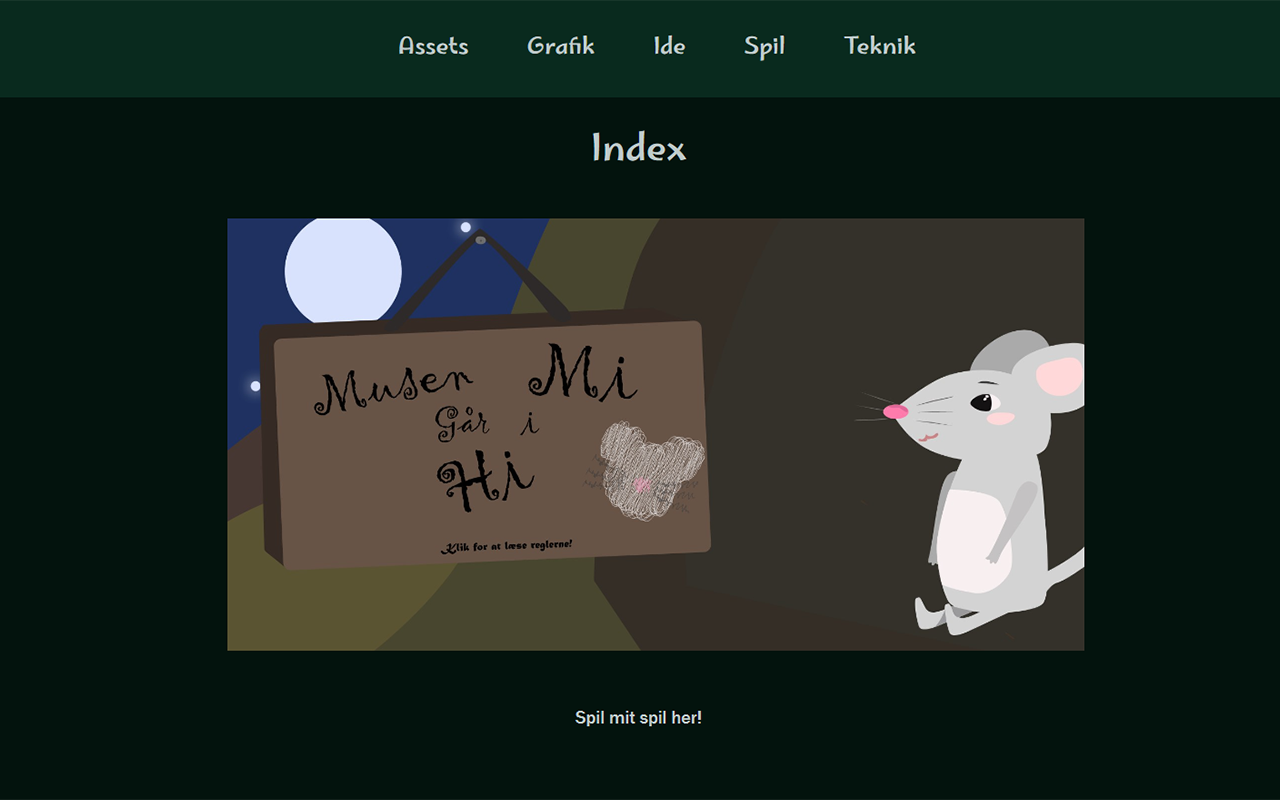 Assets Grafik Ide Spil Teknik
Index
Musen Mi
Går i
Hi
Klik for at læse reglerne!
Spil mit spil her!